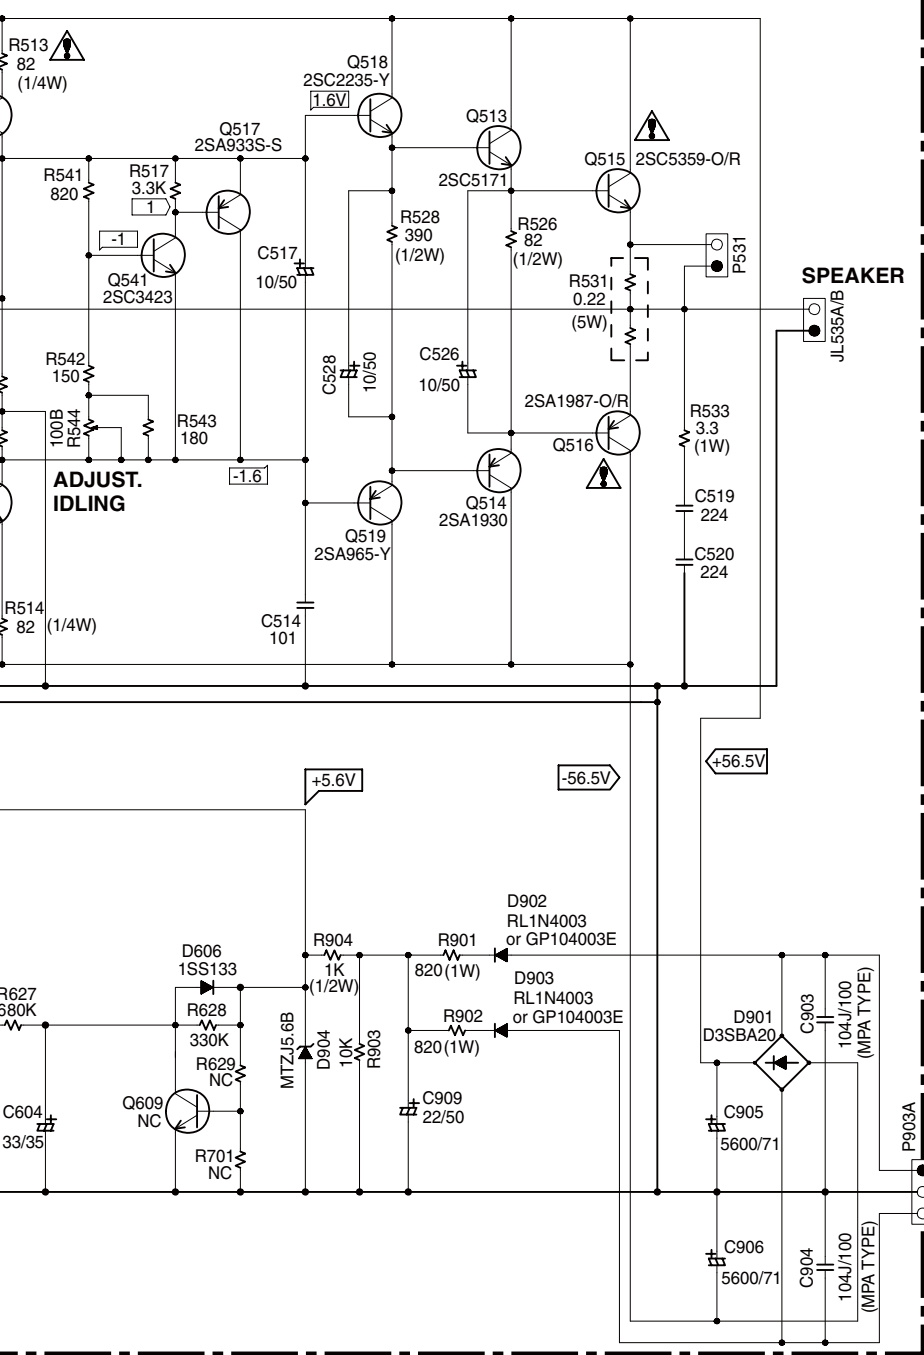 R513
82
(1/4W)
Q518
2SC2235-Y
1.6V
Q513
2SC5171
Q517
2SA933S-S
Q515
2SC5359-O/R
R541
820
R517
3.3K
1
-1
Q541
2SC3423
C517
10/50
R528
390
(1/2W)
R526
82
(1/2W)
R531
0.22
(5W)
P531
SPEAKER
JL535A/B
C528
10/50
C526
10/50
R542
150
100B
R544
R543
180
ADJUST.
IDLING
-1.6
2SA1987-O/R
Q516
R533
3.3
(1W)
Q514
2SA1930
Q519
2SA965-Y
C519
224
C520
224
R514
82
(1/4W)
C514
101
+5.6V
-56.5V
+56.5V
D902
RL1N4003
or GP104003E
D606
1SS133
R904
1K
(1/2W)
R901
820(1W)
D903
RL1N4003
or GP104003E
R627
680K
R628
330K
R902
820(1W)
MTZJ5.6B
D904
10K
R903
D901
D3SBA20
C903
104J/100
(MPA TYPE)
R629
NC
Q609
NC
C604
33/35
C909
22/50
C905
5600/71
P903A
R701
NC
C906
5600/71
C904
104J/100
(MPA TYPE)